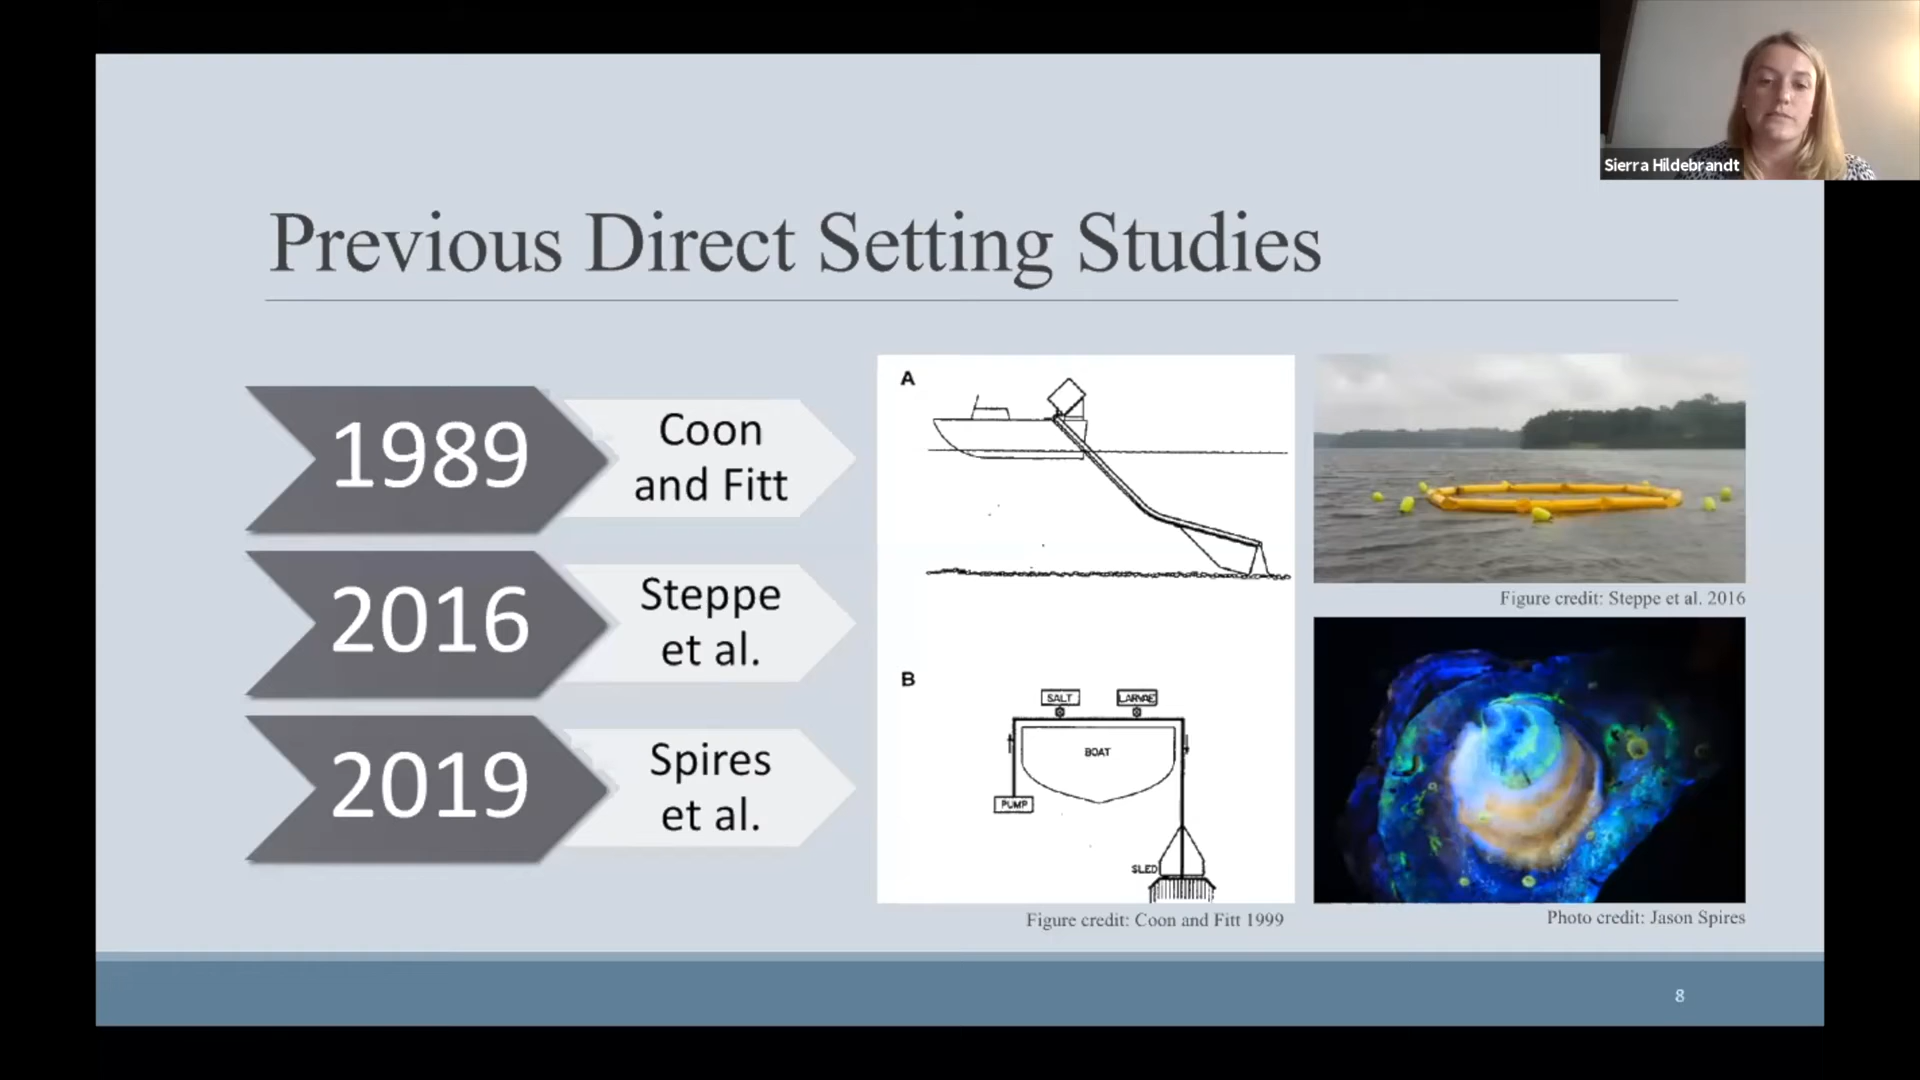 Sierra Hildebrandt
Previous Direct Setting Studies
1989
Coon
and Fitt
2016
Steppe
et al.
2019
Spires
et al.
A
B
SALT
LARVAE
BOAT
PUMP
SLED
Figure credit: Coon and Fitt 1999
Figure credit: Steppe et al. 2016
Photo credit: Jason Spires
8